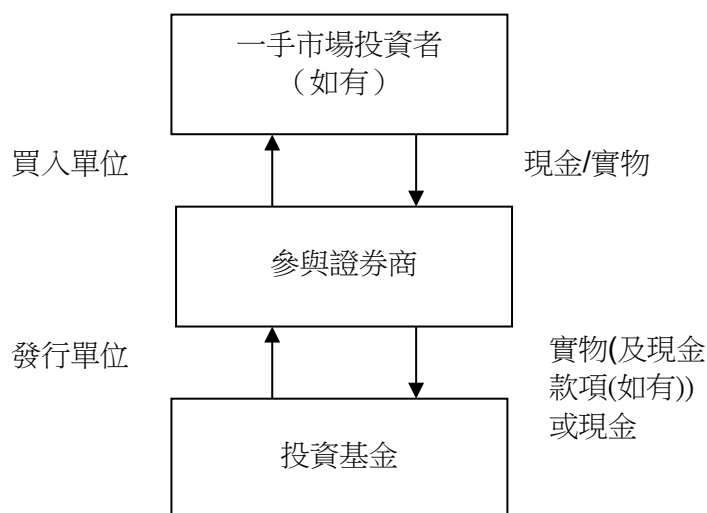 一手市場投資者
（如有）
買入單位
現金/實物
參與證券商
發行單位
實物(及現金
款項(如有))
或現金
投資基金